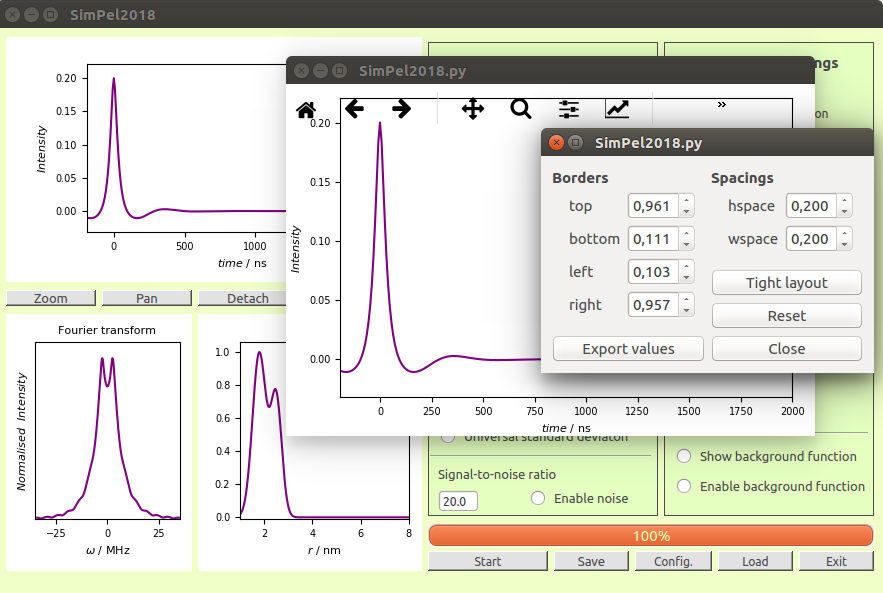 SimPel2018
0.20
0.15
0.10
0.05
0.00
Intensity
0
500
1000
time / ns
Zoom
Pan
Detach
Fourier transform
Normalised Intensity
−25
0
25
ω / MHz
1.0
0.8
0.6
0.4
0.2
0.0
2
4
6
8
r / nm
SimPel2018.py
0.20
0.15
0.10
0.05
0.00
Intensity
»
0
250
500
750
1000
1250
1500
1750
2000
time / ns
SimPel2018.py
Borders
Spacings
top
0,961
hspace
0,200
bottom
0,111
wspace
0,200
left
0,103
Tight layout
right
0,957
Reset
Export values
Close
ngs
on
Universal standard deviaton
Signal-to-noise ratio
20.0
Enable noise
Show background function
Enable background function
100%
Start
Save
Config.
Load
Exit